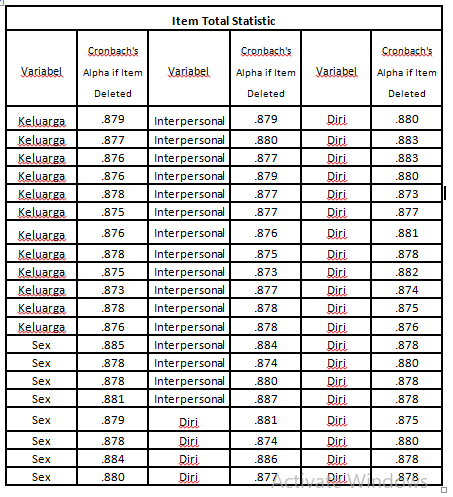 Item Total Statistic
Variabel Cronbach's Alpha if Item Deleted Variabel Cronbach's Alpha if Item Deleted Variabel Cronbach's Alpha if Item Deleted
Keluarga .879 Interpersonal .879 Diri .880
Keluarga .877 Interpersonal .880 Diri .883
Keluarga .876 Interpersonal .877 Diri .883
Keluarga .876 Interpersonal .879 Diri .880
Keluarga .878 Interpersonal .877 Diri .873
Keluarga .875 Interpersonal .877 Diri .877
Keluarga .876 Interpersonal .876 Diri .881
Keluarga .878 Interpersonal .875 Diri .878
Keluarga .875 Interpersonal .873 Diri .882
Keluarga .873 Interpersonal .877 Diri .874
Keluarga .878 Interpersonal .878 Diri .875
Keluarga .876 Interpersonal .878 Diri .876
Sex .885 Interpersonal .884 Diri .878
Sex .878 Interpersonal .874 Diri .880
Sex .878 Interpersonal .880 Diri .878
Sex .881 Interpersonal .887 Diri .878
Sex .879 Diri .881 Diri .875
Sex .878 Diri .874 Diri .880
Sex .884 Diri .886 Diri .878
Sex .880 Diri .877 Diri .878
Activate Windows